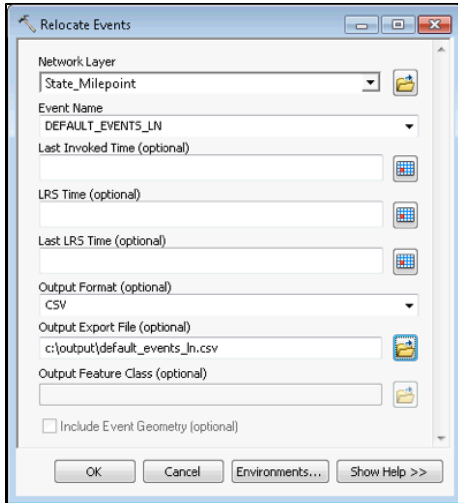 Relocate Events
Network Layer
State_Milepoint
Event Name
DEFAULT_EVENTS_LN
Last Invoked Time (optional)
LRS Time (optional)
Last LRS Time (optional)
Output Format (optional)
CSV
Output Export File (optional)
c:\output\default_events_ln.csv
Output Feature Class (optional)
Include Event Geometry (optional)
OK Cancel Environments... Show Help >>